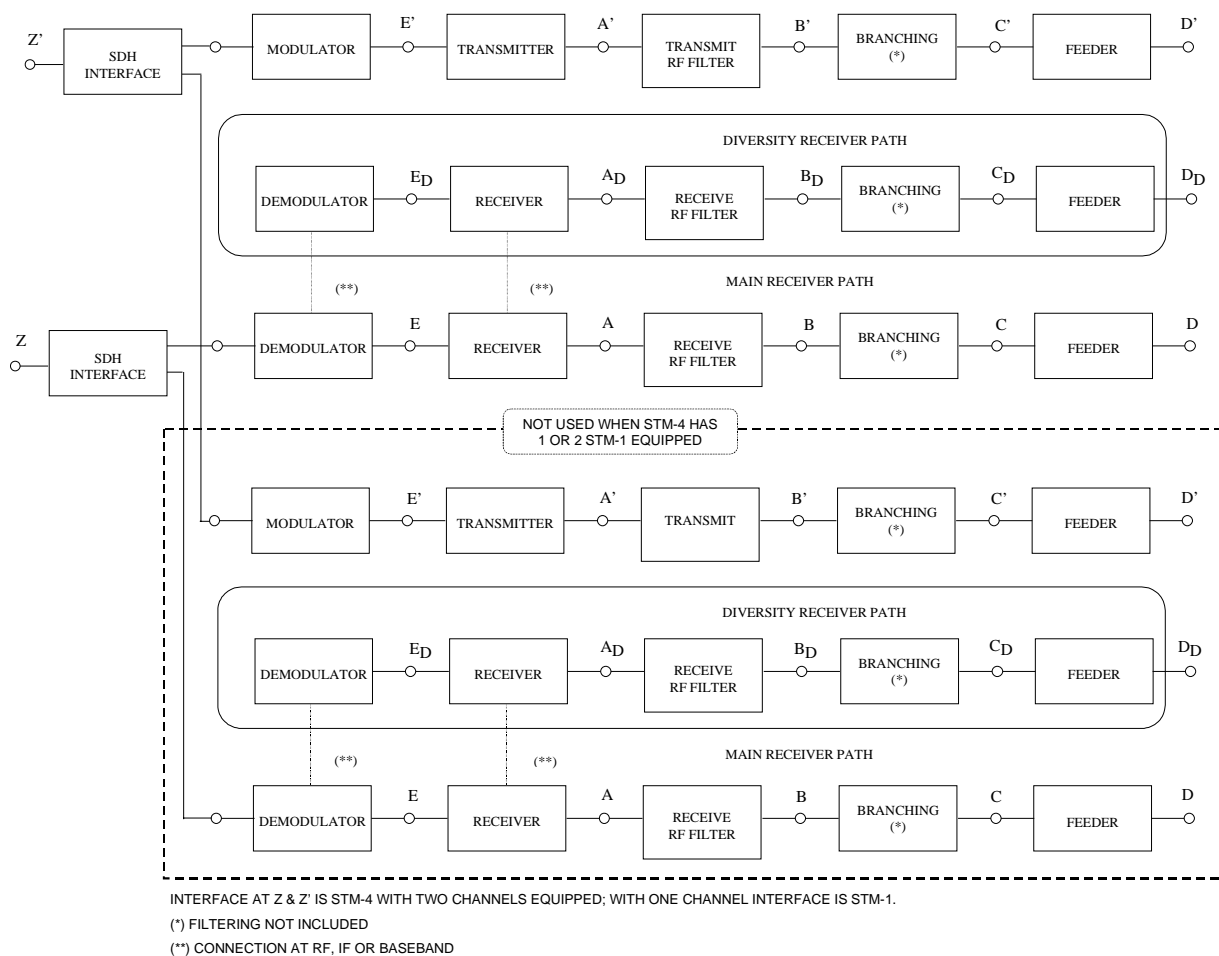 E' A' B' C' D'
Z'
SDH
INTERFACE
MODULATOR
TRANSMITTER
TRANSMIT
RF FILTER
BRANCHING
(*)
FEEDER
DIVERSITY RECEIVER PATH
ED AD BD CD DD
DEMODULATOR
RECEIVER
RECEIVE
RF FILTER
BRANCHING
(*)
FEEDER
(**) (**)
MAIN RECEIVER PATH
Z
SDH
INTERFACE
E A B C D
DEMODULATOR
RECEIVER
RECEIVE
RF FILTER
BRANCHING
(*)
FEEDER
NOT USED WHEN STM-4 HAS
1 OR 2 STM-1 EQUIPPED
E' A' B' C' D'
MODULATOR
TRANSMITTER
TRANSMIT
BRANCHING
(*)
FEEDER
DIVERSITY RECEIVER PATH
ED AD BD CD DD
DEMODULATOR
RECEIVER
RECEIVE
RF FILTER
BRANCHING
(*)
FEEDER
(**) (**)
MAIN RECEIVER PATH
E A B C D
DEMODULATOR
RECEIVER
RECEIVE
RF FILTER
BRANCHING
(*)
FEEDER
INTERFACE AT Z & Z' IS STM-4 WITH TWO CHANNELS EQUIPPED; WITH ONE CHANNEL INTERFACE IS STM-1.
(*) FILTERING NOT INCLUDED
(**) CONNECTION AT RF, IF OR BASEBAND